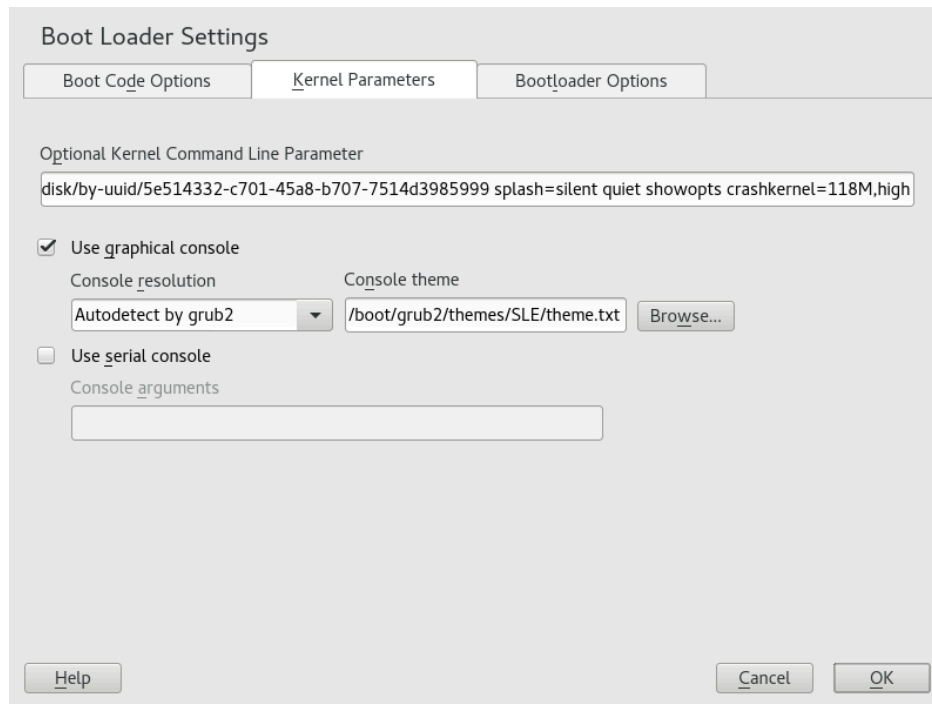 Boot Loader Settings
Boot Code Options Kernel Parameters Bootloader Options
Optional Kernel Command Line Parameter
disk/by-uuid/5e514332-c701-45a8-b707-7514d3985999 splash=silent quiet showopts crashkernel=118M,high
Use graphical console
Console resolution Console theme
Autodetect by grub2 /boot/grub2/themes/SLE/theme.txt Browse...
Use serial console
Console arguments
Help Cancel OK